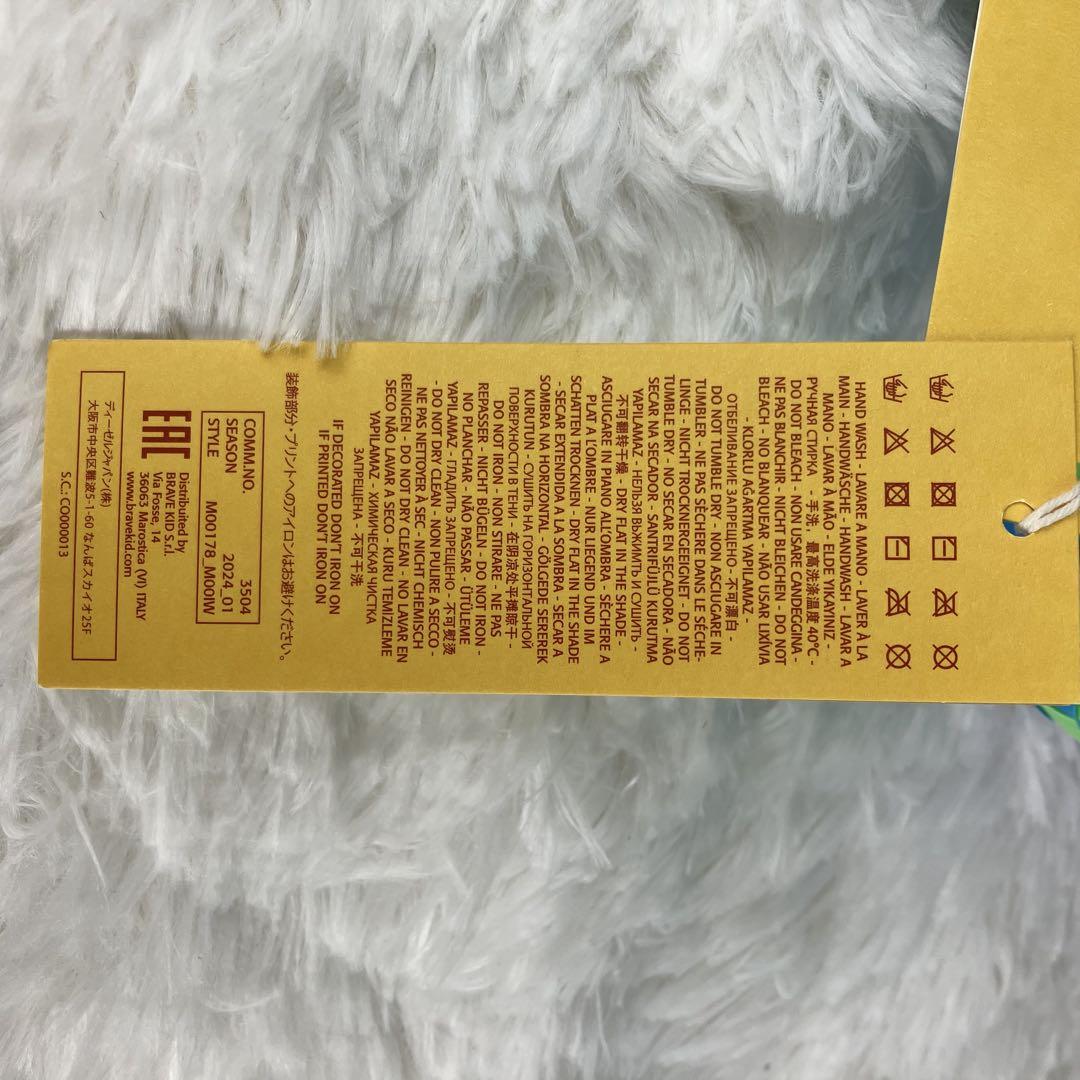 HAND WASH - LAVARE A MANO - LAVER À LA
MAIN - HANDWÄSCHE - HANDWASH - LAVAR A
MANO - LAVAR À MÃO - ELDE YIKAYINIZ -
РУЧНАЯ СТИРКА - 手洗，最高洗涤温度 40°C -
DO NOT BLEACH - NON USARE CANDEGGINA -
NE PAS BLANCHIR - NICHT BLEICHEN - DO NOT
BLEACH - NO BLANQUEAR - NÃO USAR LIXÍVIA
- KLORLU AĞARTMA YAPILAMAZ -
ОТБЕЛИВАНИЕ ЗАПРЕЩЕНО - 不可漂白 -
DO NOT TUMBLE DRY - NON ASCIUGARE IN
TUMBLER - NE PAS SÈCHERE DANS LE SÈCHE-
LINGE - NICHT TROCKNERGEEIGNET - DO NOT
TUMBLE DRY - NO SECAR EN SECADORA - NÃO
SECAR NA SECADOR - SANTRIFÜJLÜ KURUTMA
YAPILAMAZ - НЕЛЬЗЯ ВЫЖИМИТЬ И СУШИТЬ -
不可翻转干燥 - DRY FLAT IN THE SHADE -
ASCIUGARE IN PIANO ALL'OMBRA - SÈCHERE A
PLAT A L'OMBRE - NUR LIEGEND UND IM
SCHATTEN TROCKNEN - DRY FLAT IN THE SHADE
- SECAR EXTENDIDA A LA SOMBRA - SECAR A
SOMBRA NA HORIZONTAL - GÖLGEDE SEREREK
KURUTUN - СУШИТЬ НА ГОРИЗОНТАЛЬНОЙ
ПОВЕРХНОСТИ В ТЕНИ - 在阴凉处平摊晾干 -
DO NOT IRON - NON STIRARE - NE PAS
REPASSER - NICHT BÜGELN - DO NOT IRON -
NO PLANCHAR - NÃO PASSAR - ÜTÜLEME
YAPILAMAZ - ГЛАДИТЬ ЗАПРЕЩЕНО - 不可熨烫
- DO NOT DRY CLEAN - NON PULIRE A SECCO -
NE PAS NETTOYER À SEC - NICHT CHEMISCH
REINIGEN - DO NOT DRY CLEAN - NO LAVAR EN
SECO NÃO LAVAR A SECO - KURU TEMIZLEME
YAPILAMAZ - ХИМИЧЕСКАЯ ЧИСТКА
ЗАПРЕЩЕНА - 不可干洗
IF DECORATED DON'T IRON ON
IF PRINTED DON'T IRON ON
装飾部分・プリントへのアイロンはお避けください。
COMM.NO. 3504
SEASON 2024_01
STYLE M00178_M00IW
EAC
Distribuited by
BRAVE KID S.r.l.
Via Fosse, 14
36063 Marostica (VI) ITALY
www.bravekid.com
ディーゼルジャパン(株)
大阪市中央区難波5-1-60 なんばスカイオ25F
S.C.: CO000013